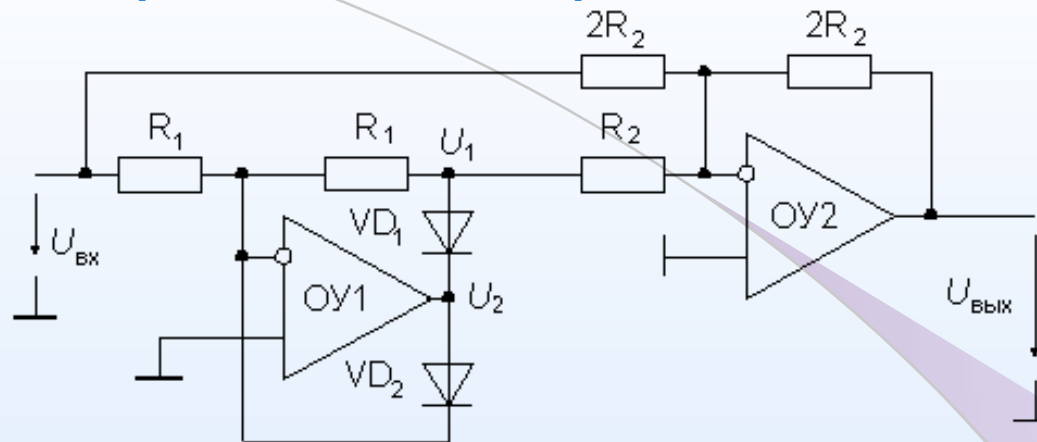 2R₂ 2R₂
R₁ R₁ U₁ R₂
VD₁ ОУ2
Uвх
ОУ1 U₂ Uвых
VD₂